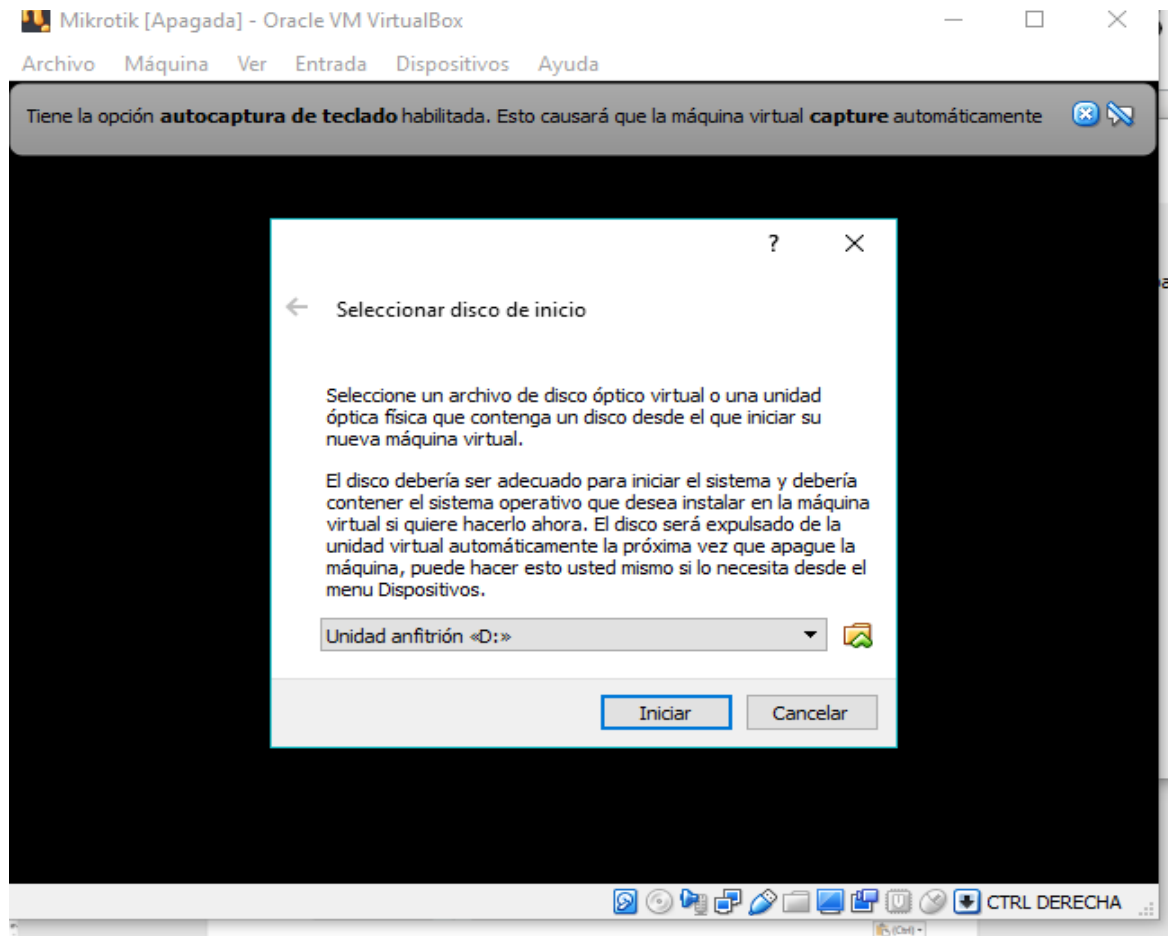 Mikrotik [Apagada] - Oracle VM VirtualBox
Archivo Máquina Ver Entrada Dispositivos Ayuda
Tiene la opción autocaptura de teclado habilitada. Esto causará que la máquina virtual capture automáticamente
?
Seleccionar disco de inicio
Seleccione un archivo de disco óptico virtual o una unidad
óptica física que contenga un disco desde el que iniciar su
nueva máquina virtual.
El disco debería ser adecuado para iniciar el sistema y debería
contener el sistema operativo que desea instalar en la máquina
virtual si quiere hacerlo ahora. El disco será expulsado de la
unidad virtual automáticamente la próxima vez que apague la
máquina, puede hacer esto usted mismo si lo necesita desde el
menu Dispositivos.
Unidad anfitrión «D:»
Iniciar Cancelar
CTRL DERECHA
(Ctrl)